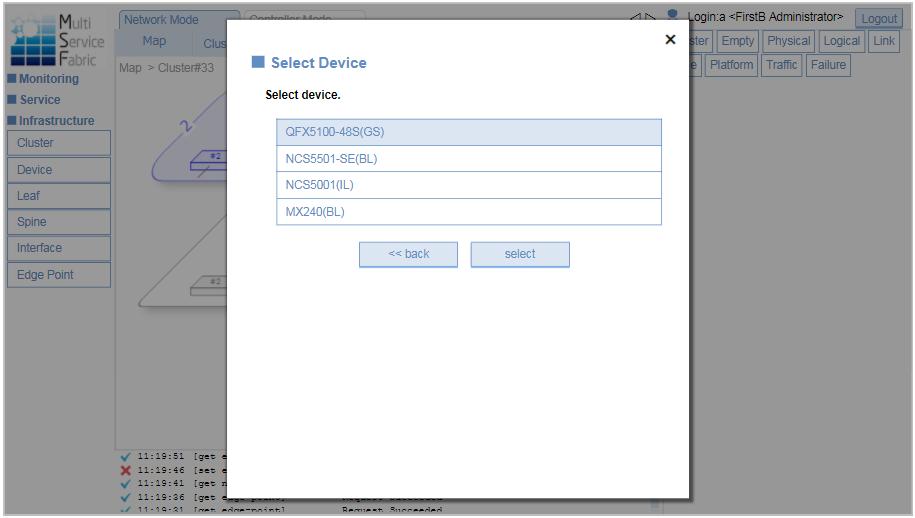 Multi
Service
Fabric
Network Mode
Controller Mode
Login:a <FirstB Administrator>
Logout
Map
Empty
Physical
Logical
Link
Map > Cluster#33
Platform
Traffic
Failure
Monitoring
Service
Infrastructure
Cluster
Device
Leaf
Spine
Interface
Edge Point
2
#2
#2
×
Select Device
Select device.
QFX5100-48S(GS)
NCS5501-SE(BL)
NCS5001(IL)
MX240(BL)
<< back
select
11:19:51 [get
11:19:46 [set
11:19:41 [get
11:19:36 [get edge-point] Request Succeeded
11:19:31 [get edge-point] Request Succeeded